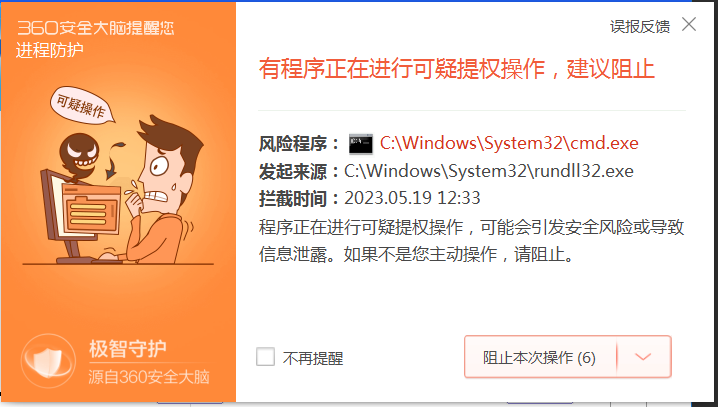 360安全大脑提醒您
进程防护
误报反馈
有程序正在进行可疑提权操作，建议阻止
可疑操作
风险程序： C:\Windows\System32\cmd.exe
发起来源：C:\Windows\System32\rundll32.exe
拦截时间：2023.05.19 12:33
程序正在进行可疑提权操作，可能会引发安全风险或导致
信息泄露。如果不是您主动操作，请阻止。
极智守护
源自360安全大脑
不再提醒
阻止本次操作 (6)